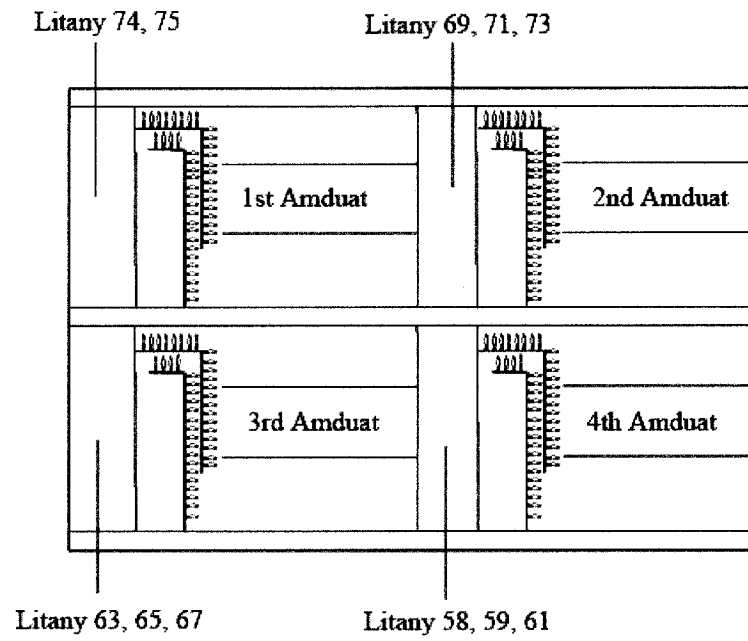 Litany 74, 75
Litany 69, 71, 73
1st Amduat
2nd Amduat
3rd Amduat
4th Amduat
Litany 63, 65, 67
Litany 58, 59, 61